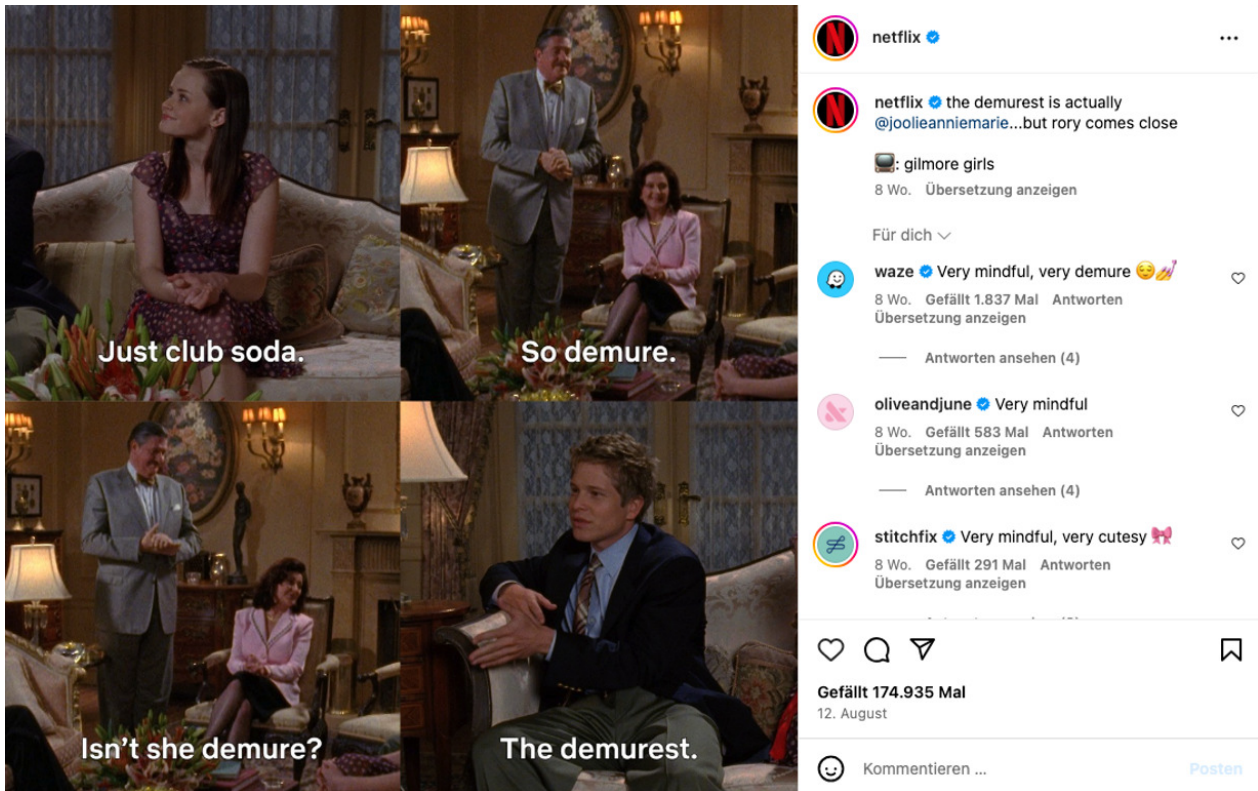 Just club soda.
So demure.
Isn't she demure?
The demurest.
netflix
netflix the demurest is actually
@joolieanniemarie...but rory comes close
: gilmore girls
8 Wo. Übersetzung anzeigen
Für dich
waze Very mindful, very demure
8 Wo. Gefällt 1.837 Mal Antworten
Übersetzung anzeigen
Antworten ansehen (4)
oliveandjune Very mindful
8 Wo. Gefällt 583 Mal Antworten
Übersetzung anzeigen
Antworten ansehen (4)
stitchfix Very mindful, very cutesy
8 Wo. Gefällt 291 Mal Antworten
Übersetzung anzeigen
Gefällt 174.935 Mal
12. August
Kommentieren ...
Posten